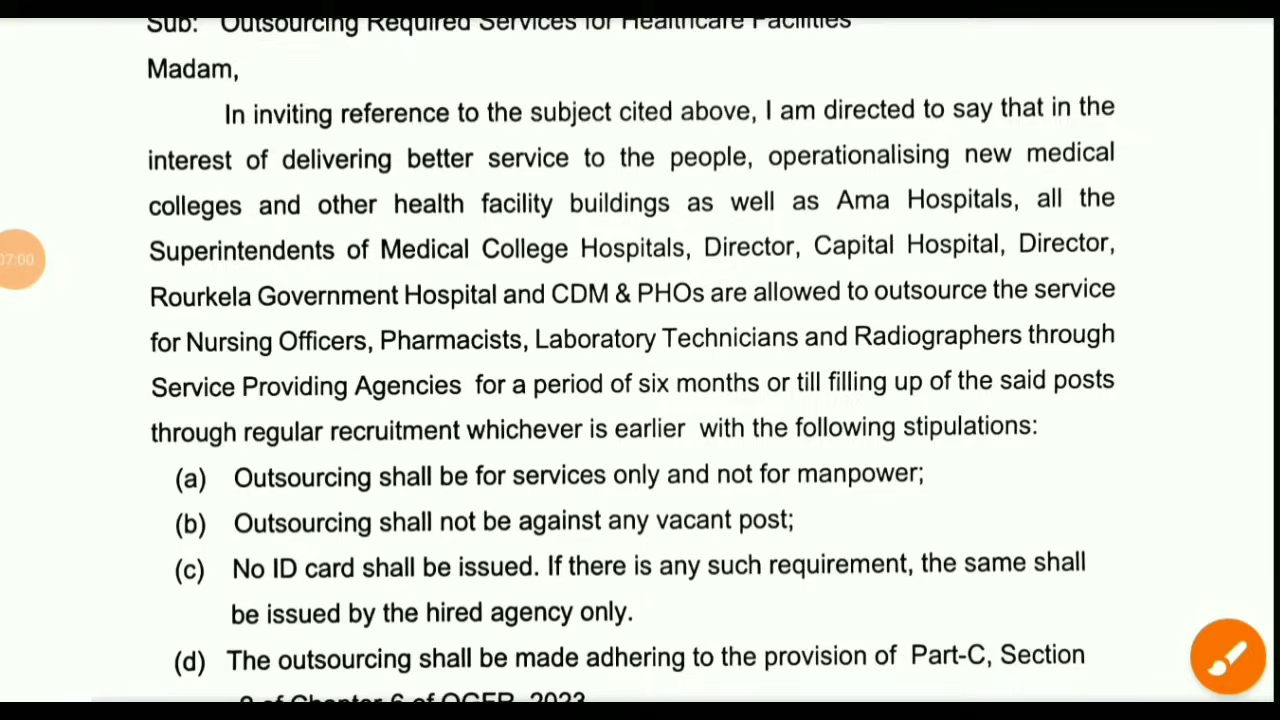 Sub: Outsourcing Required Services for Healthcare Facilities
Madam,
In inviting reference to the subject cited above, I am directed to say that in the
interest of delivering better service to the people, operationalising new medical
colleges and other health facility buildings as well as Ama Hospitals, all the
Superintendents of Medical College Hospitals, Director, Capital Hospital, Director,
Rourkela Government Hospital and CDM & PHOs are allowed to outsource the service
for Nursing Officers, Pharmacists, Laboratory Technicians and Radiographers through
Service Providing Agencies for a period of six months or till filling up of the said posts
through regular recruitment whichever is earlier with the following stipulations:
07:00
(a) Outsourcing shall be for services only and not for manpower;
(b) Outsourcing shall not be against any vacant post;
(c) No ID card shall be issued. If there is any such requirement, the same shall
be issued by the hired agency only.
(d) The outsourcing shall be made adhering to the provision of Part-C, Section
of Chapter 6 of OGFR, 2023